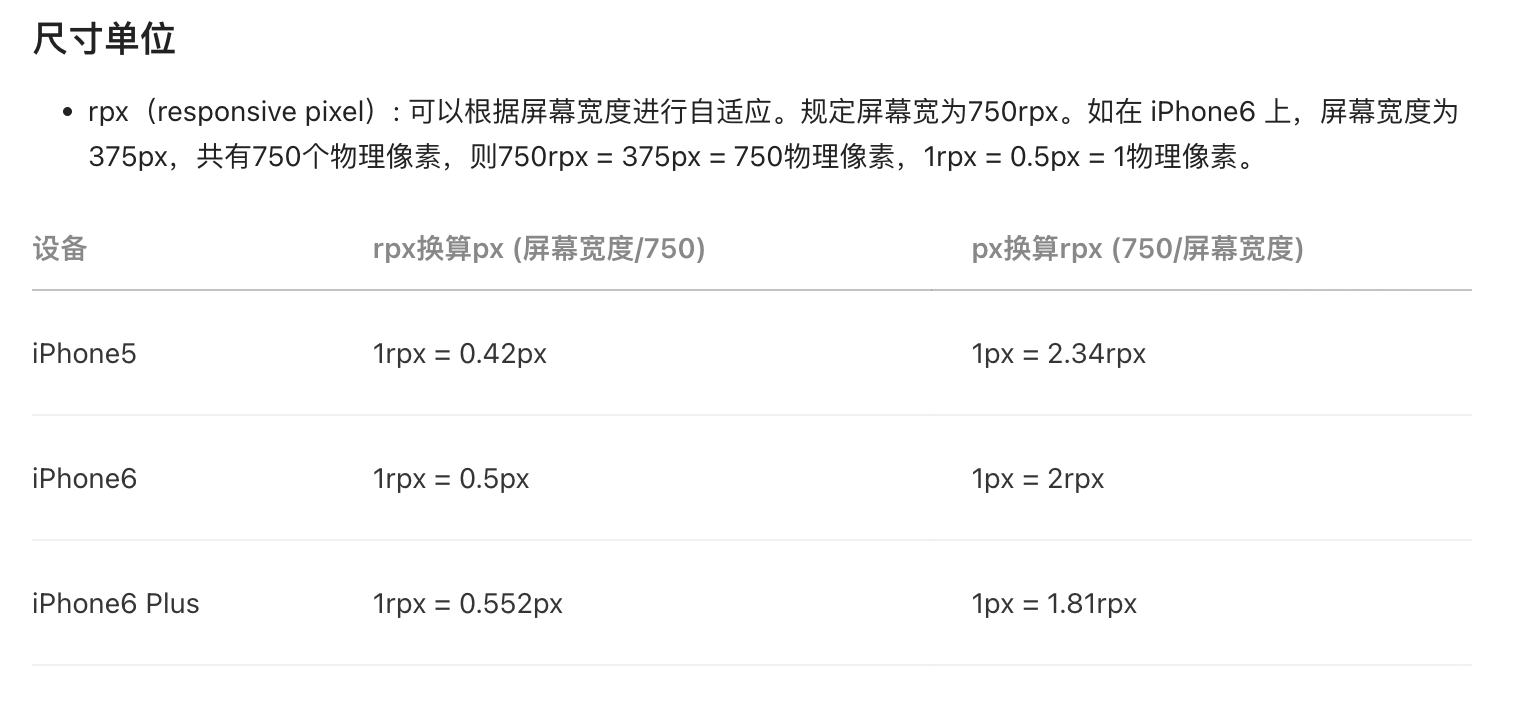 尺寸单位
• rpx（responsive pixel）: 可以根据屏幕宽度进行自适应。规定屏幕宽为750rpx。如在 iPhone6 上，屏幕宽度为
375px，共有750个物理像素，则750rpx = 375px = 750物理像素，1rpx = 0.5px = 1物理像素。
设备 rpx换算px (屏幕宽度/750) px换算rpx (750/屏幕宽度)
iPhone5 1rpx = 0.42px 1px = 2.34rpx
iPhone6 1rpx = 0.5px 1px = 2rpx
iPhone6 Plus 1rpx = 0.552px 1px = 1.81rpx